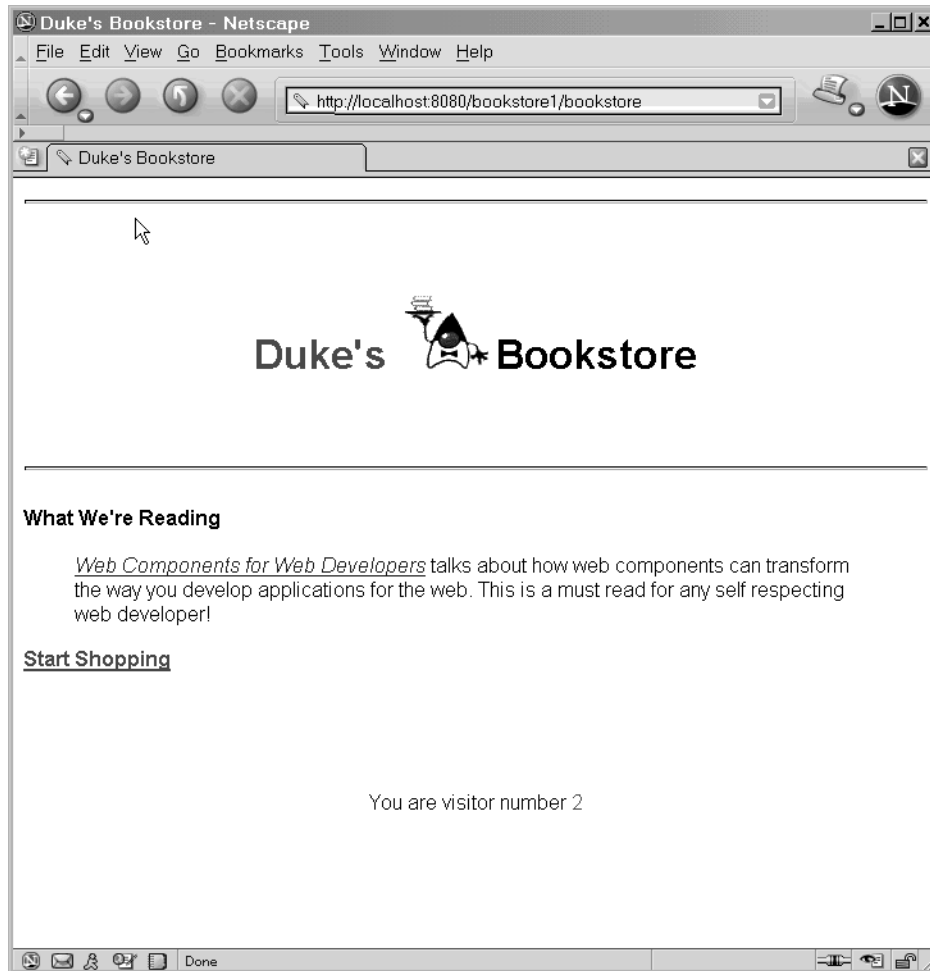 Duke's Bookstore - Netscape
File Edit View Go Bookmarks Tools Window Help
http://localhost:8080/bookstore1/bookstore
N
Duke's Bookstore
Duke's Bookstore
What We're Reading
Web Components for Web Developers talks about how web components can transform
the way you develop applications for the web. This is a must read for any self respecting
web developer!
Start Shopping
You are visitor number 2
Done